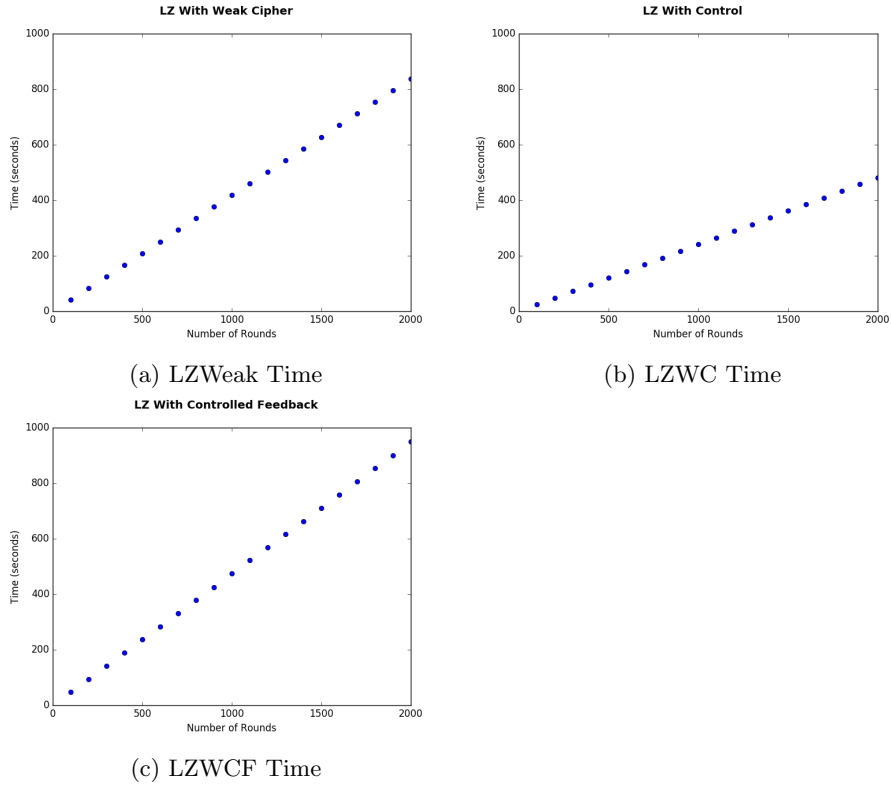 LZ With Weak Cipher
1000
800
600
400
200
0
Time (seconds)
0 500 1000 1500 2000
Number of Rounds
(a) LZWeak Time
LZ With Control
1000
800
600
400
200
0
Time (seconds)
0 500 1000 1500 2000
Number of Rounds
(b) LZWC Time
LZ With Controlled Feedback
1000
800
600
400
200
0
Time (seconds)
0 500 1000 1500 2000
Number of Rounds
(c) LZWCF Time